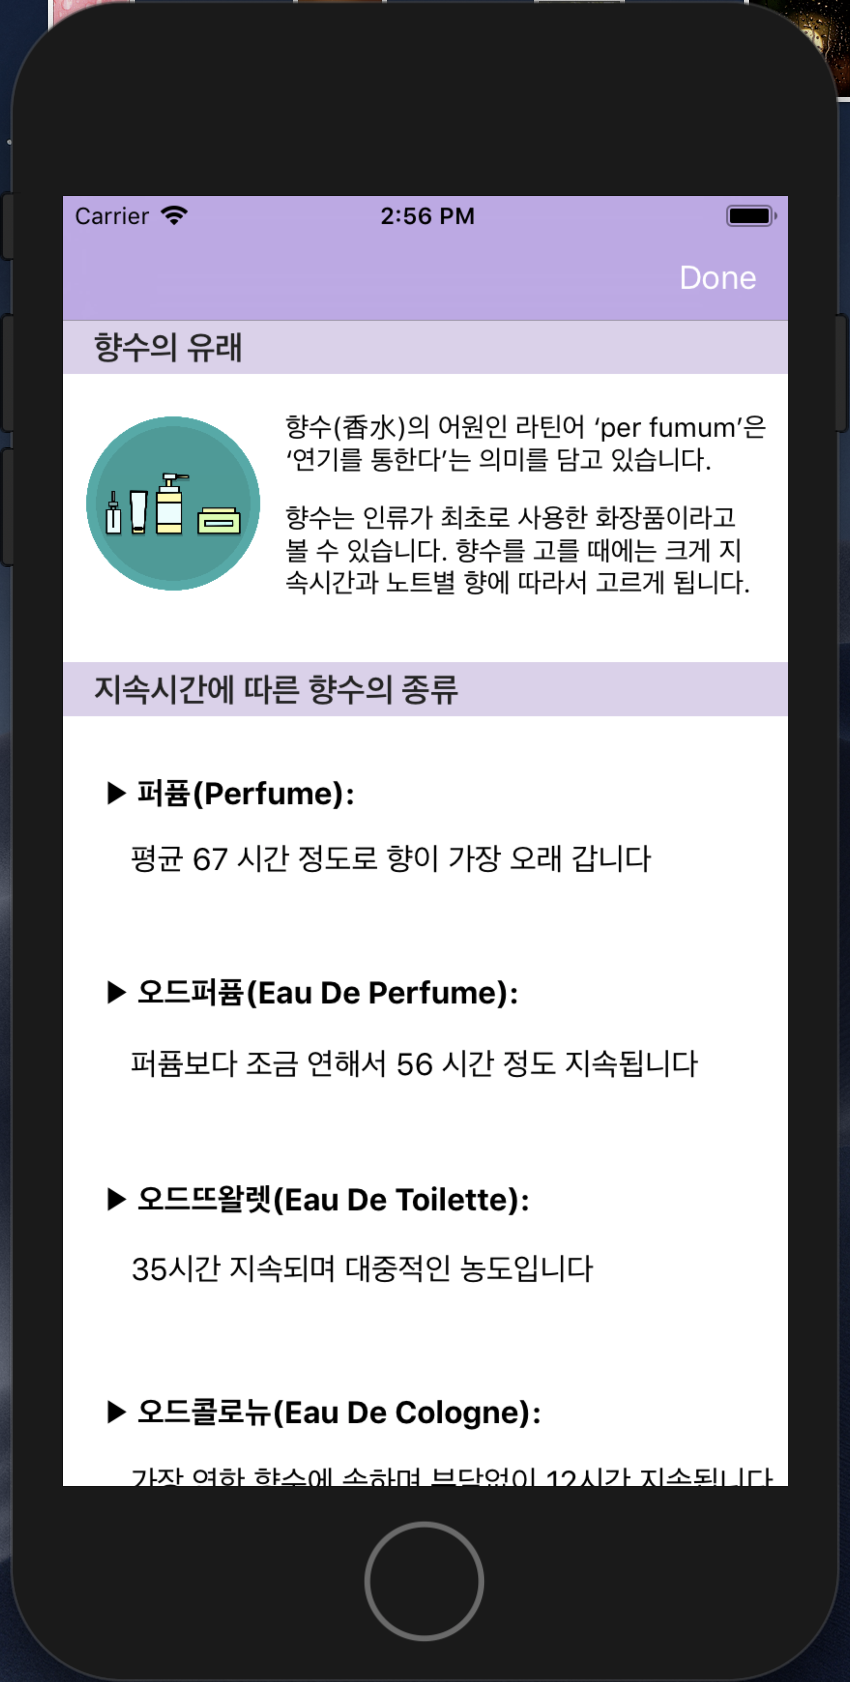 Carrier
2:56 PM
Done
향수의 유래
향수(香水)의 어원인 라틴어 ‘per fumum’은
‘연기를 통한다’는 의미를 담고 있습니다.
향수는 인류가 최초로 사용한 화장품이라고
볼 수 있습니다. 향수를 고를 때에는 크게 지
속시간과 노트별 향에 따라서 고르게 됩니다.
지속시간에 따른 향수의 종류
▶ 퍼퓸(Perfume):
평균 67 시간 정도로 향이 가장 오래 갑니다
▶ 오드퍼퓸(Eau De Perfume):
퍼퓸보다 조금 연해서 56 시간 정도 지속됩니다
▶ 오드뜨왈렛(Eau De Toilette):
35시간 지속되며 대중적인 농도입니다
▶ 오드콜로뉴(Eau De Cologne):
가장 연한 향수에 속하며 부담없이 12시간 지속됩니다